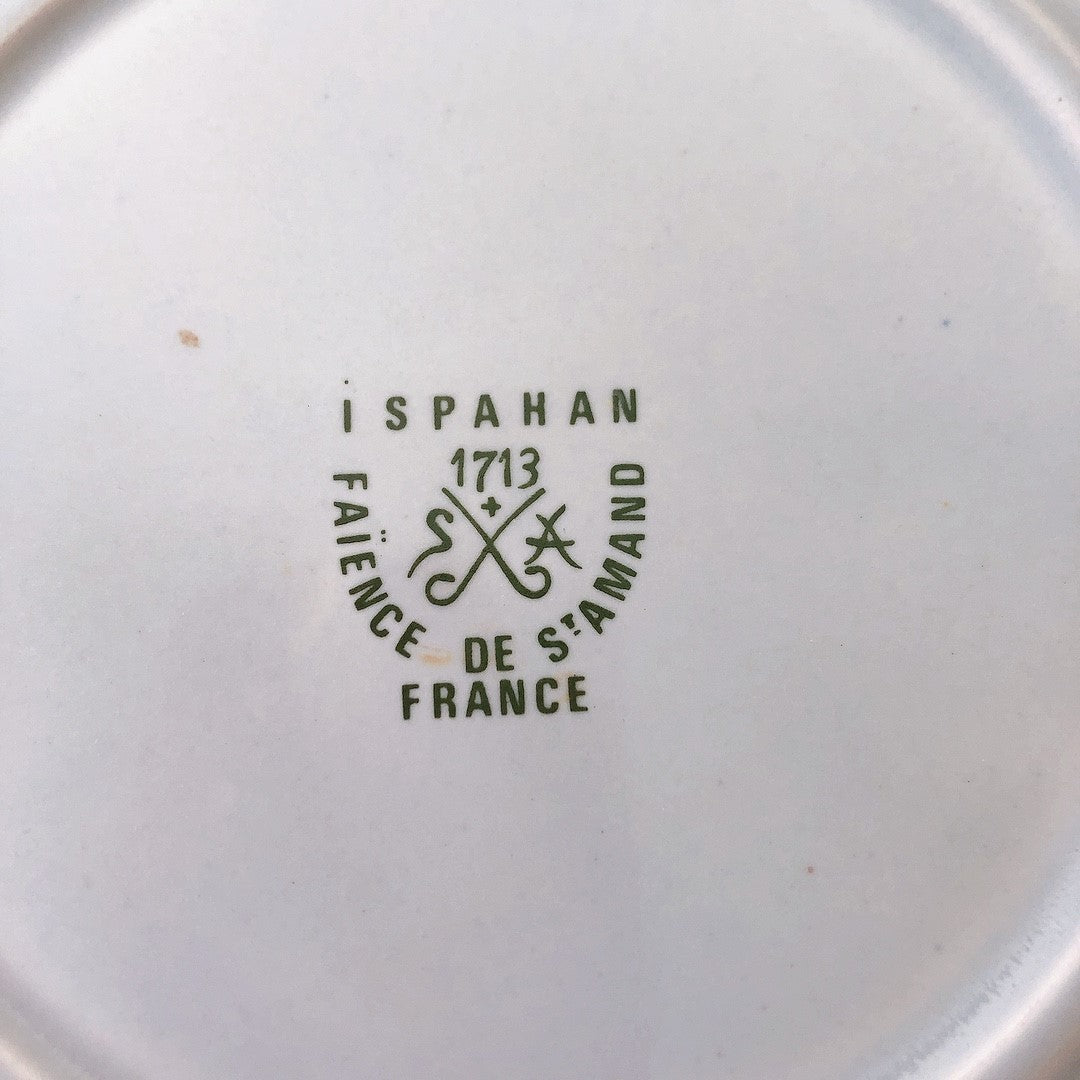 iSPAHAN
1713
S A
FAÏENCE DE Sᵀ AMAND
FRANCE